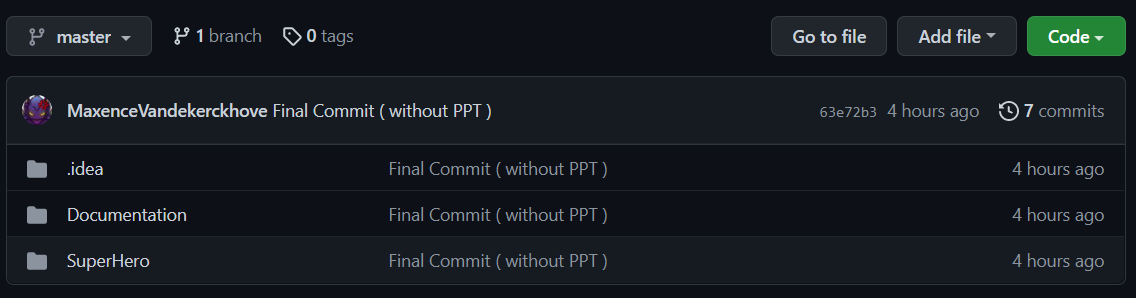 master 1 branch 0 tags Go to file Add file Code
MaxenceVandekerckhove Final Commit ( without PPT ) 63e72b3 4 hours ago 7 commits
.idea Final Commit ( without PPT ) 4 hours ago
Documentation Final Commit ( without PPT ) 4 hours ago
SuperHero Final Commit ( without PPT ) 4 hours ago